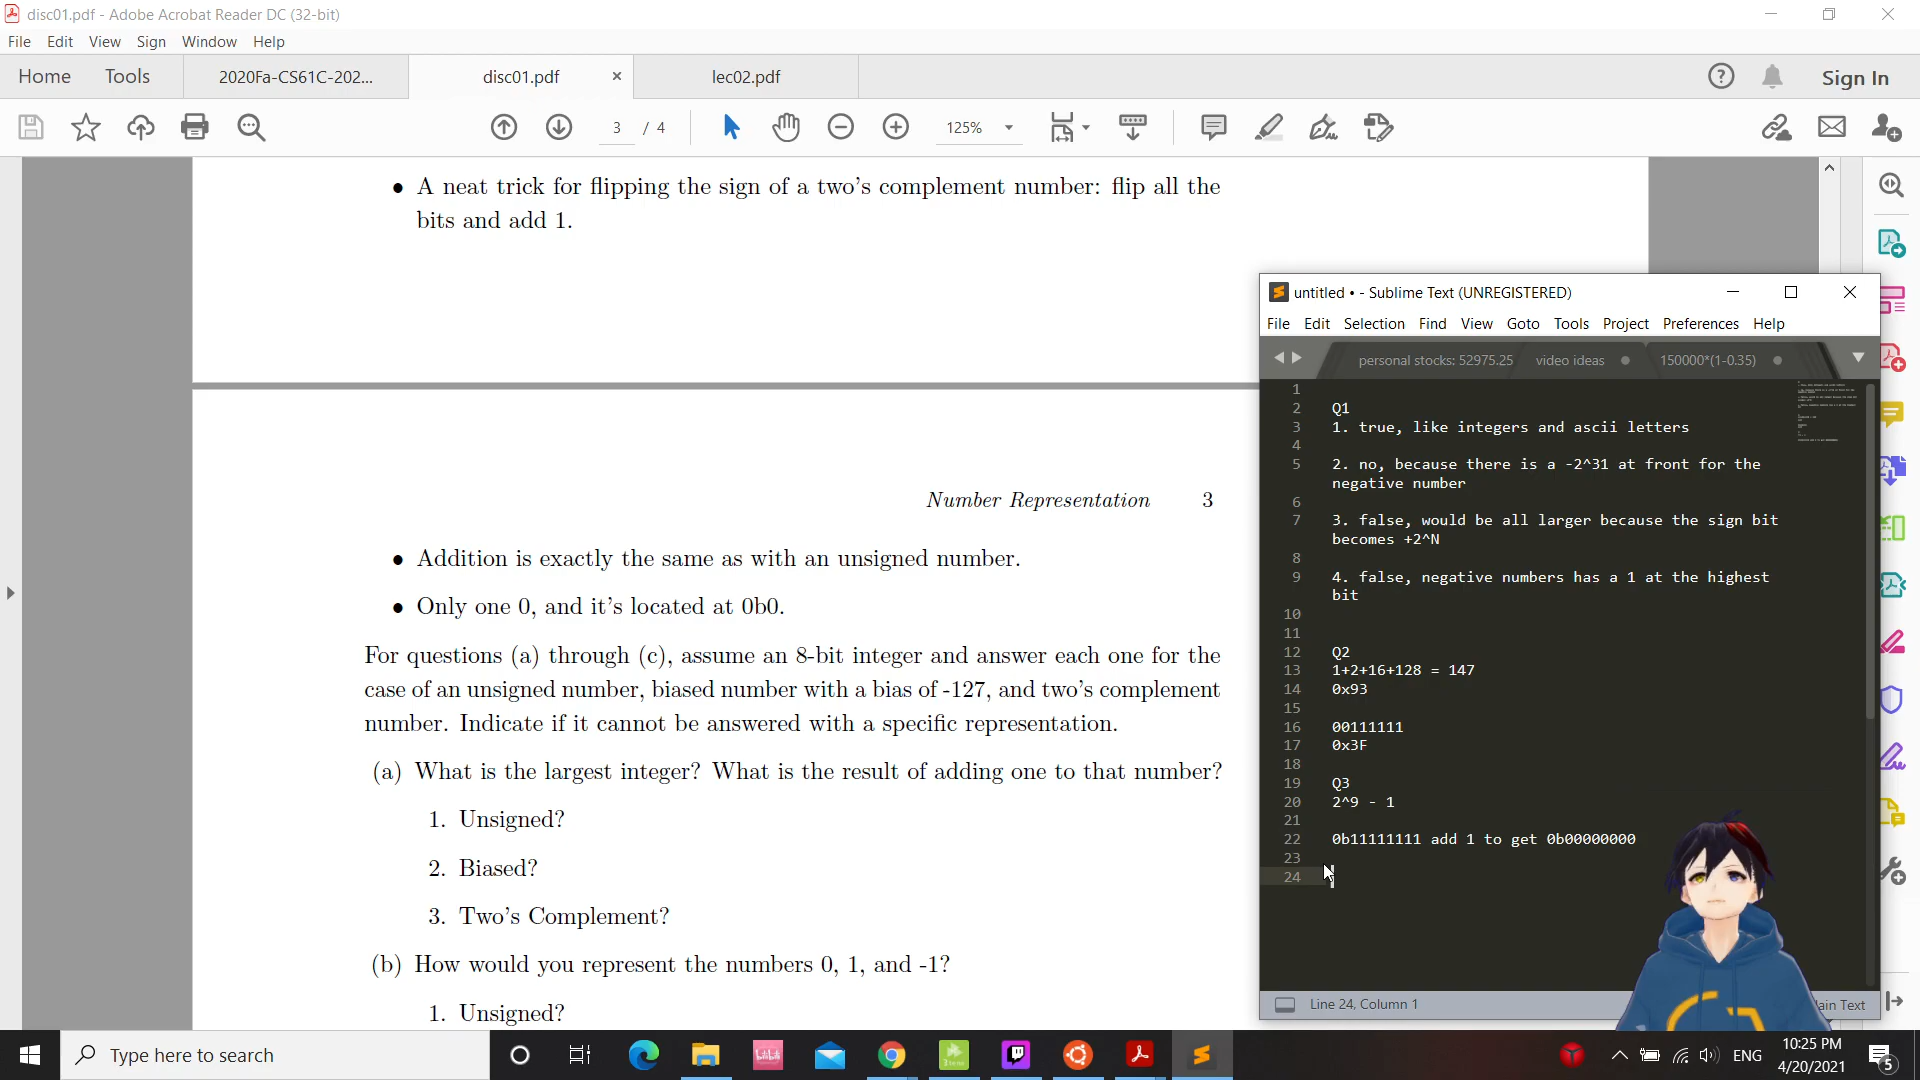 disc01.pdf - Adobe Acrobat Reader DC (32-bit)
File Edit View Sign Window Help
Home Tools 2020Fa-CS61C-202... disc01.pdf × lec02.pdf ? Sign In
3 / 4 125%
• A neat trick for flipping the sign of a two's complement number: flip all the
bits and add 1.
Number Representation 3
• Addition is exactly the same as with an unsigned number.
• Only one 0, and it's located at 0b0.
For questions (a) through (c), assume an 8-bit integer and answer each one for the
case of an unsigned number, biased number with a bias of -127, and two's complement
number. Indicate if it cannot be answered with a specific representation.
(a) What is the largest integer? What is the result of adding one to that number?
1. Unsigned?
2. Biased?
3. Two's Complement?
(b) How would you represent the numbers 0, 1, and -1?
1. Unsigned?
untitled • - Sublime Text (UNREGISTERED)
File Edit Selection Find View Goto Tools Project Preferences Help
personal stocks: 52975.25 video ideas 150000*(1-0.35)
1
2 Q1
3 1. true, like integers and ascii letters
4
5 2. no, because there is a -2^31 at front for the
negative number
6
7 3. false, would be all larger because the sign bit
becomes +2^N
8
9 4. false, negative numbers has a 1 at the highest
bit
10
11
12 Q2
13 1+2+16+128 = 147
14 0x93
15
16 00111111
17 0x3F
18
19 Q3
20 2^9 - 1
21
22 0b11111111 add 1 to get 0b00000000
23
24
Line 24, Column 1 ain Text
Type here to search
ENG
10:25 PM
4/20/2021
5